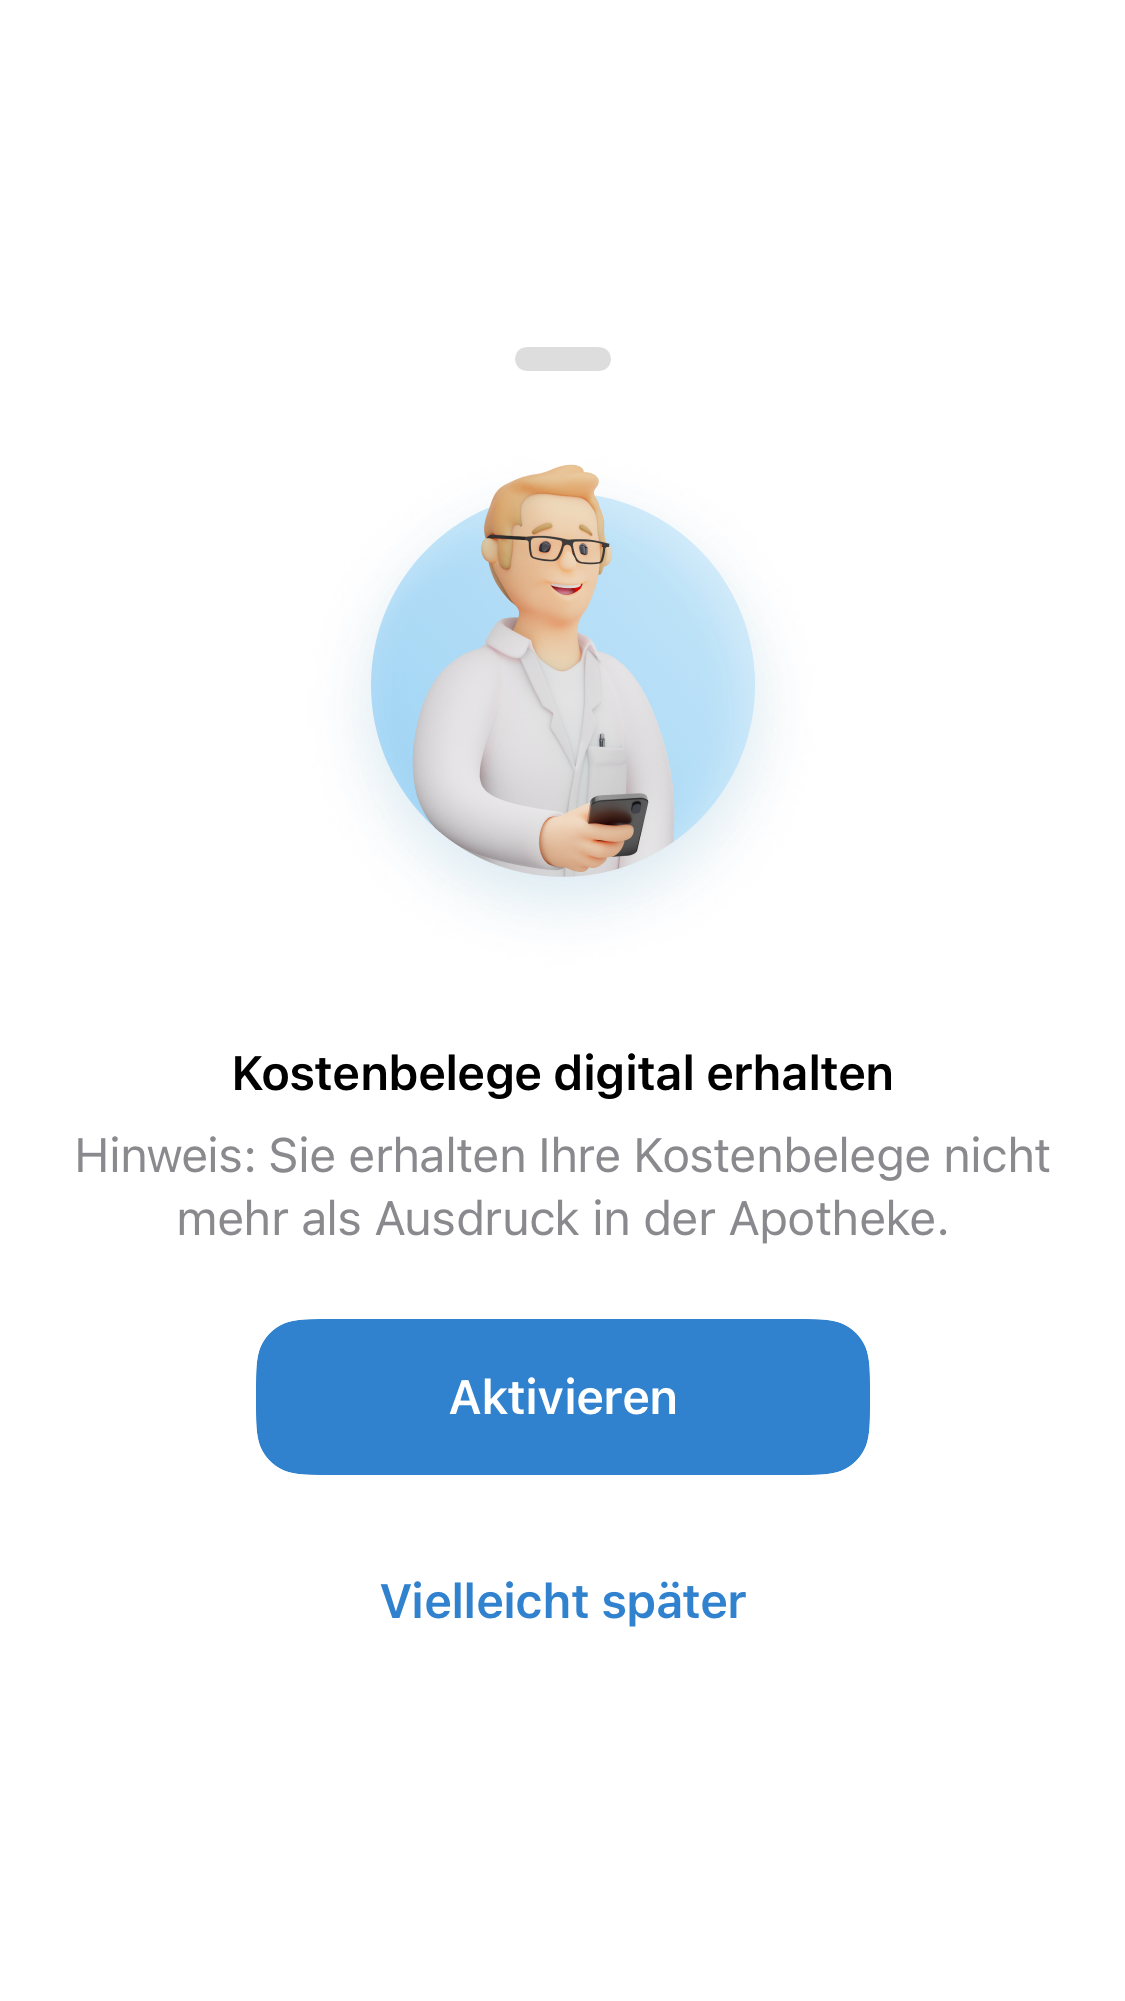 Kostenbelege digital erhalten
Hinweis: Sie erhalten Ihre Kostenbelege nicht
mehr als Ausdruck in der Apotheke.
Aktivieren
Vielleicht später